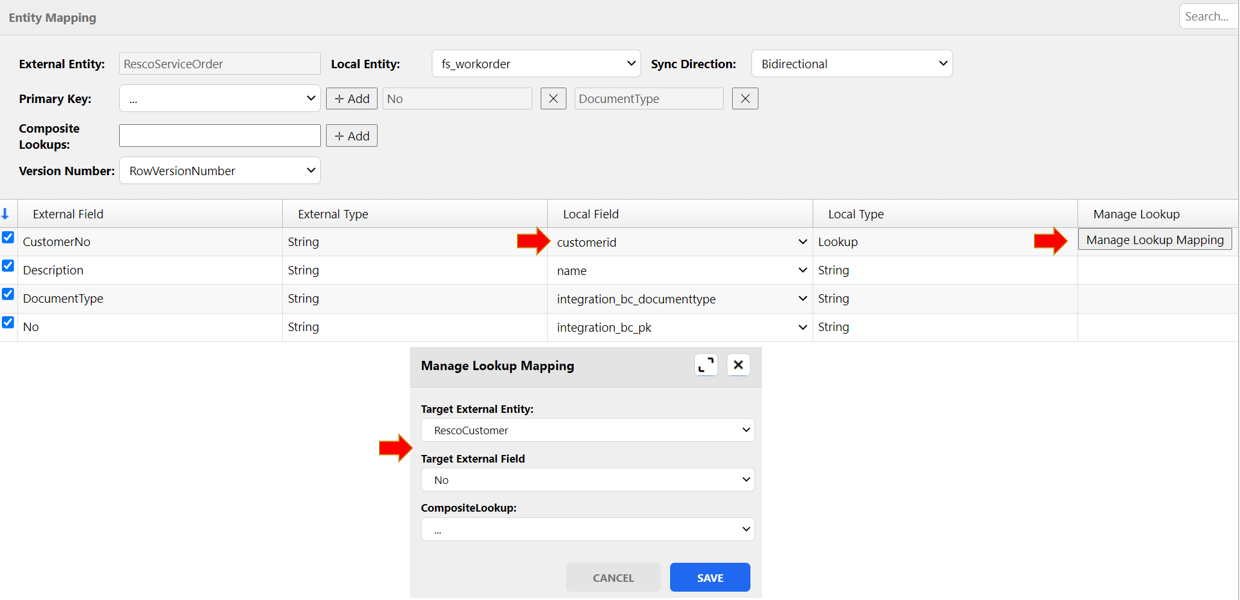 Entity Mapping
Search...
External Entity: RescoServiceOrder Local Entity: fs_workorder Sync Direction: Bidirectional
Primary Key: ... + Add No × DocumentType ×
Composite
Lookups: + Add
Version Number: RowVersionNumber
External Field External Type Local Field Local Type Manage Lookup
CustomerNo String customerid Lookup Manage Lookup Mapping
Description String name String
DocumentType String integration_bc_documenttype String
No String integration_bc_pk String
Manage Lookup Mapping
Target External Entity:
RescoCustomer
Target External Field
No
CompositeLookup:
...
CANCEL SAVE